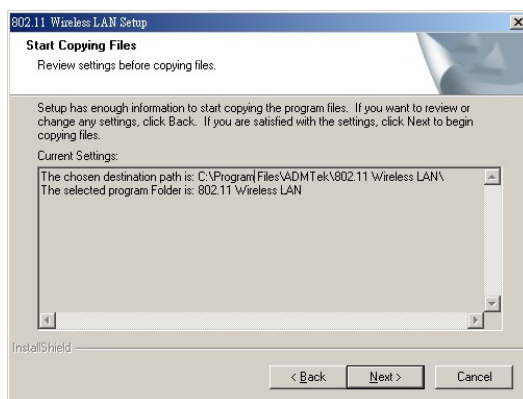 802.11 Wireless LAN Setup
Start Copying Files
Review settings before copying files.
Setup has enough information to start copying the program files. If you want to review or
change any settings, click Back. If you are satisfied with the settings, click Next to begin
copying files.
Current Settings:
The chosen destination path is: C:\Program Files\ADMTek\802.11 Wireless LAN\
The selected program Folder is: 802.11 Wireless LAN
InstallShield
< Back
Next >
Cancel